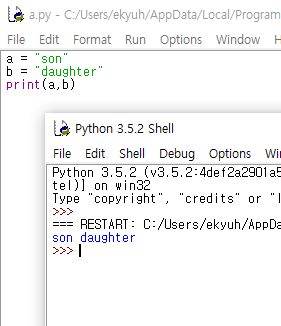 a.py - C:/Users/ekyuh/AppData/Local/Program
File Edit Format Run Options Window
a = "son"
b = "daughter"
print(a,b)
Python 3.5.2 Shell
File Edit Shell Debug Options Window
Python 3.5.2 (v3.5.2:4def2a2901a5
tel)] on win32
Type "copyright", "credits" or "l
>>>
=== RESTART: C:/Users/ekyuh/AppDa
son daughter
>>>